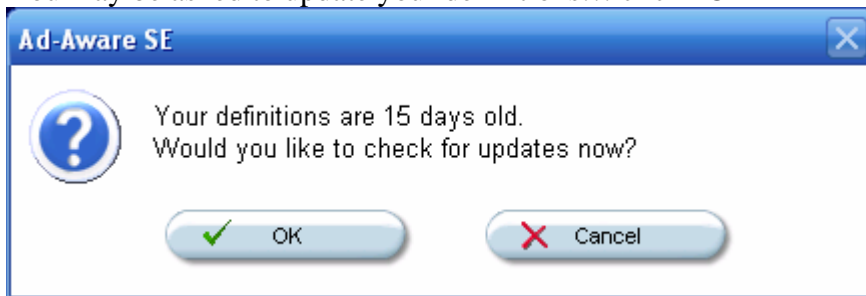 Ad-Aware SE
Your definitions are 15 days old.
Would you like to check for updates now?
OK
Cancel